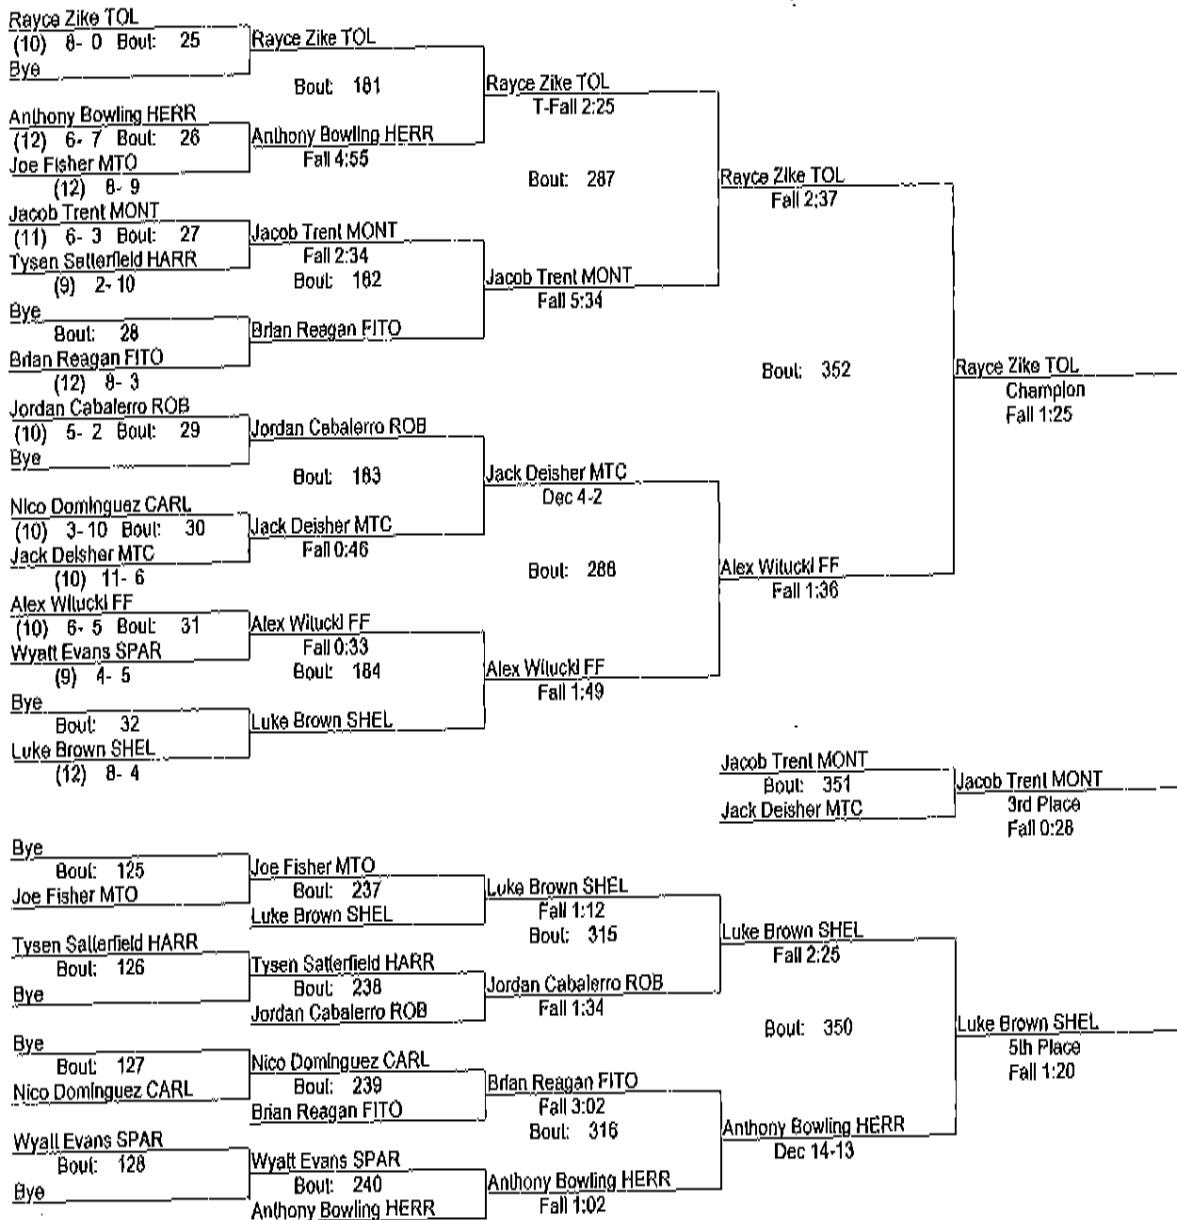 Rayce Zike TOL
(10) 8- 0 Bout: 25
Bye
Rayce Zike TOL
Bout: 181
Anthony Bowling HERR
(12) 6- 7 Bout: 26
Joe Fisher MTO
(12) 8- 9
Anthony Bowling HERR
Fall 4:55
Rayce Zike TOL
T-Fall 2:25
Bout: 287
Jacob Trent MONT
(11) 6- 3 Bout: 27
Tysen Satterfield HARR
(9) 2-10
Jacob Trent MONT
Fall 2:34
Bout: 182
Bye
Bout: 28
Brian Reagan FITO
(12) 8- 3
Brian Reagan FITO
Jacob Trent MONT
Fall 5:34
Rayce Zike TOL
Fall 2:37
Bout: 352
Rayce Zike TOL
Champion
Fall 1:25
Jordan Cabalerro ROB
(10) 5- 2 Bout: 29
Bye
Jordan Cabalerro ROB
Bout: 183
Nico Dominguez CARL
(10) 3-10 Bout: 30
Jack Deisher MTC
(10) 11- 6
Jack Deisher MTC
Fall 0:46
Jack Deisher MTC
Dec 4-2
Bout: 288
Alex Witucki FF
(10) 6- 5 Bout: 31
Wyatt Evans SPAR
(9) 4- 5
Alex Witucki FF
Fall 0:33
Bout: 184
Bye
Bout: 32
Luke Brown SHEL
(12) 8- 4
Luke Brown SHEL
Alex Witucki FF
Fall 1:49
Alex Witucki FF
Fall 1:36
Jacob Trent MONT
Bout: 351
Jack Deisher MTC
Jacob Trent MONT
3rd Place
Fall 0:28
Bye
Bout: 125
Joe Fisher MTO
Joe Fisher MTO
Bout: 237
Luke Brown SHEL
Luke Brown SHEL
Fall 1:12
Bout: 315
Tysen Satterfield HARR
Bout: 126
Bye
Tysen Satterfield HARR
Bout: 238
Jordan Cabalerro ROB
Jordan Cabalerro ROB
Fall 1:34
Luke Brown SHEL
Fall 2:25
Bout: 350
Luke Brown SHEL
5th Place
Fall 1:20
Bye
Bout: 127
Nico Dominguez CARL
Nico Dominguez CARL
Bout: 239
Brian Reagan FITO
Brian Reagan FITO
Fall 3:02
Bout: 316
Wyatt Evans SPAR
Bout: 128
Bye
Wyatt Evans SPAR
Bout: 240
Anthony Bowling HERR
Anthony Bowling HERR
Fall 1:02
Anthony Bowling HERR
Dec 14-13